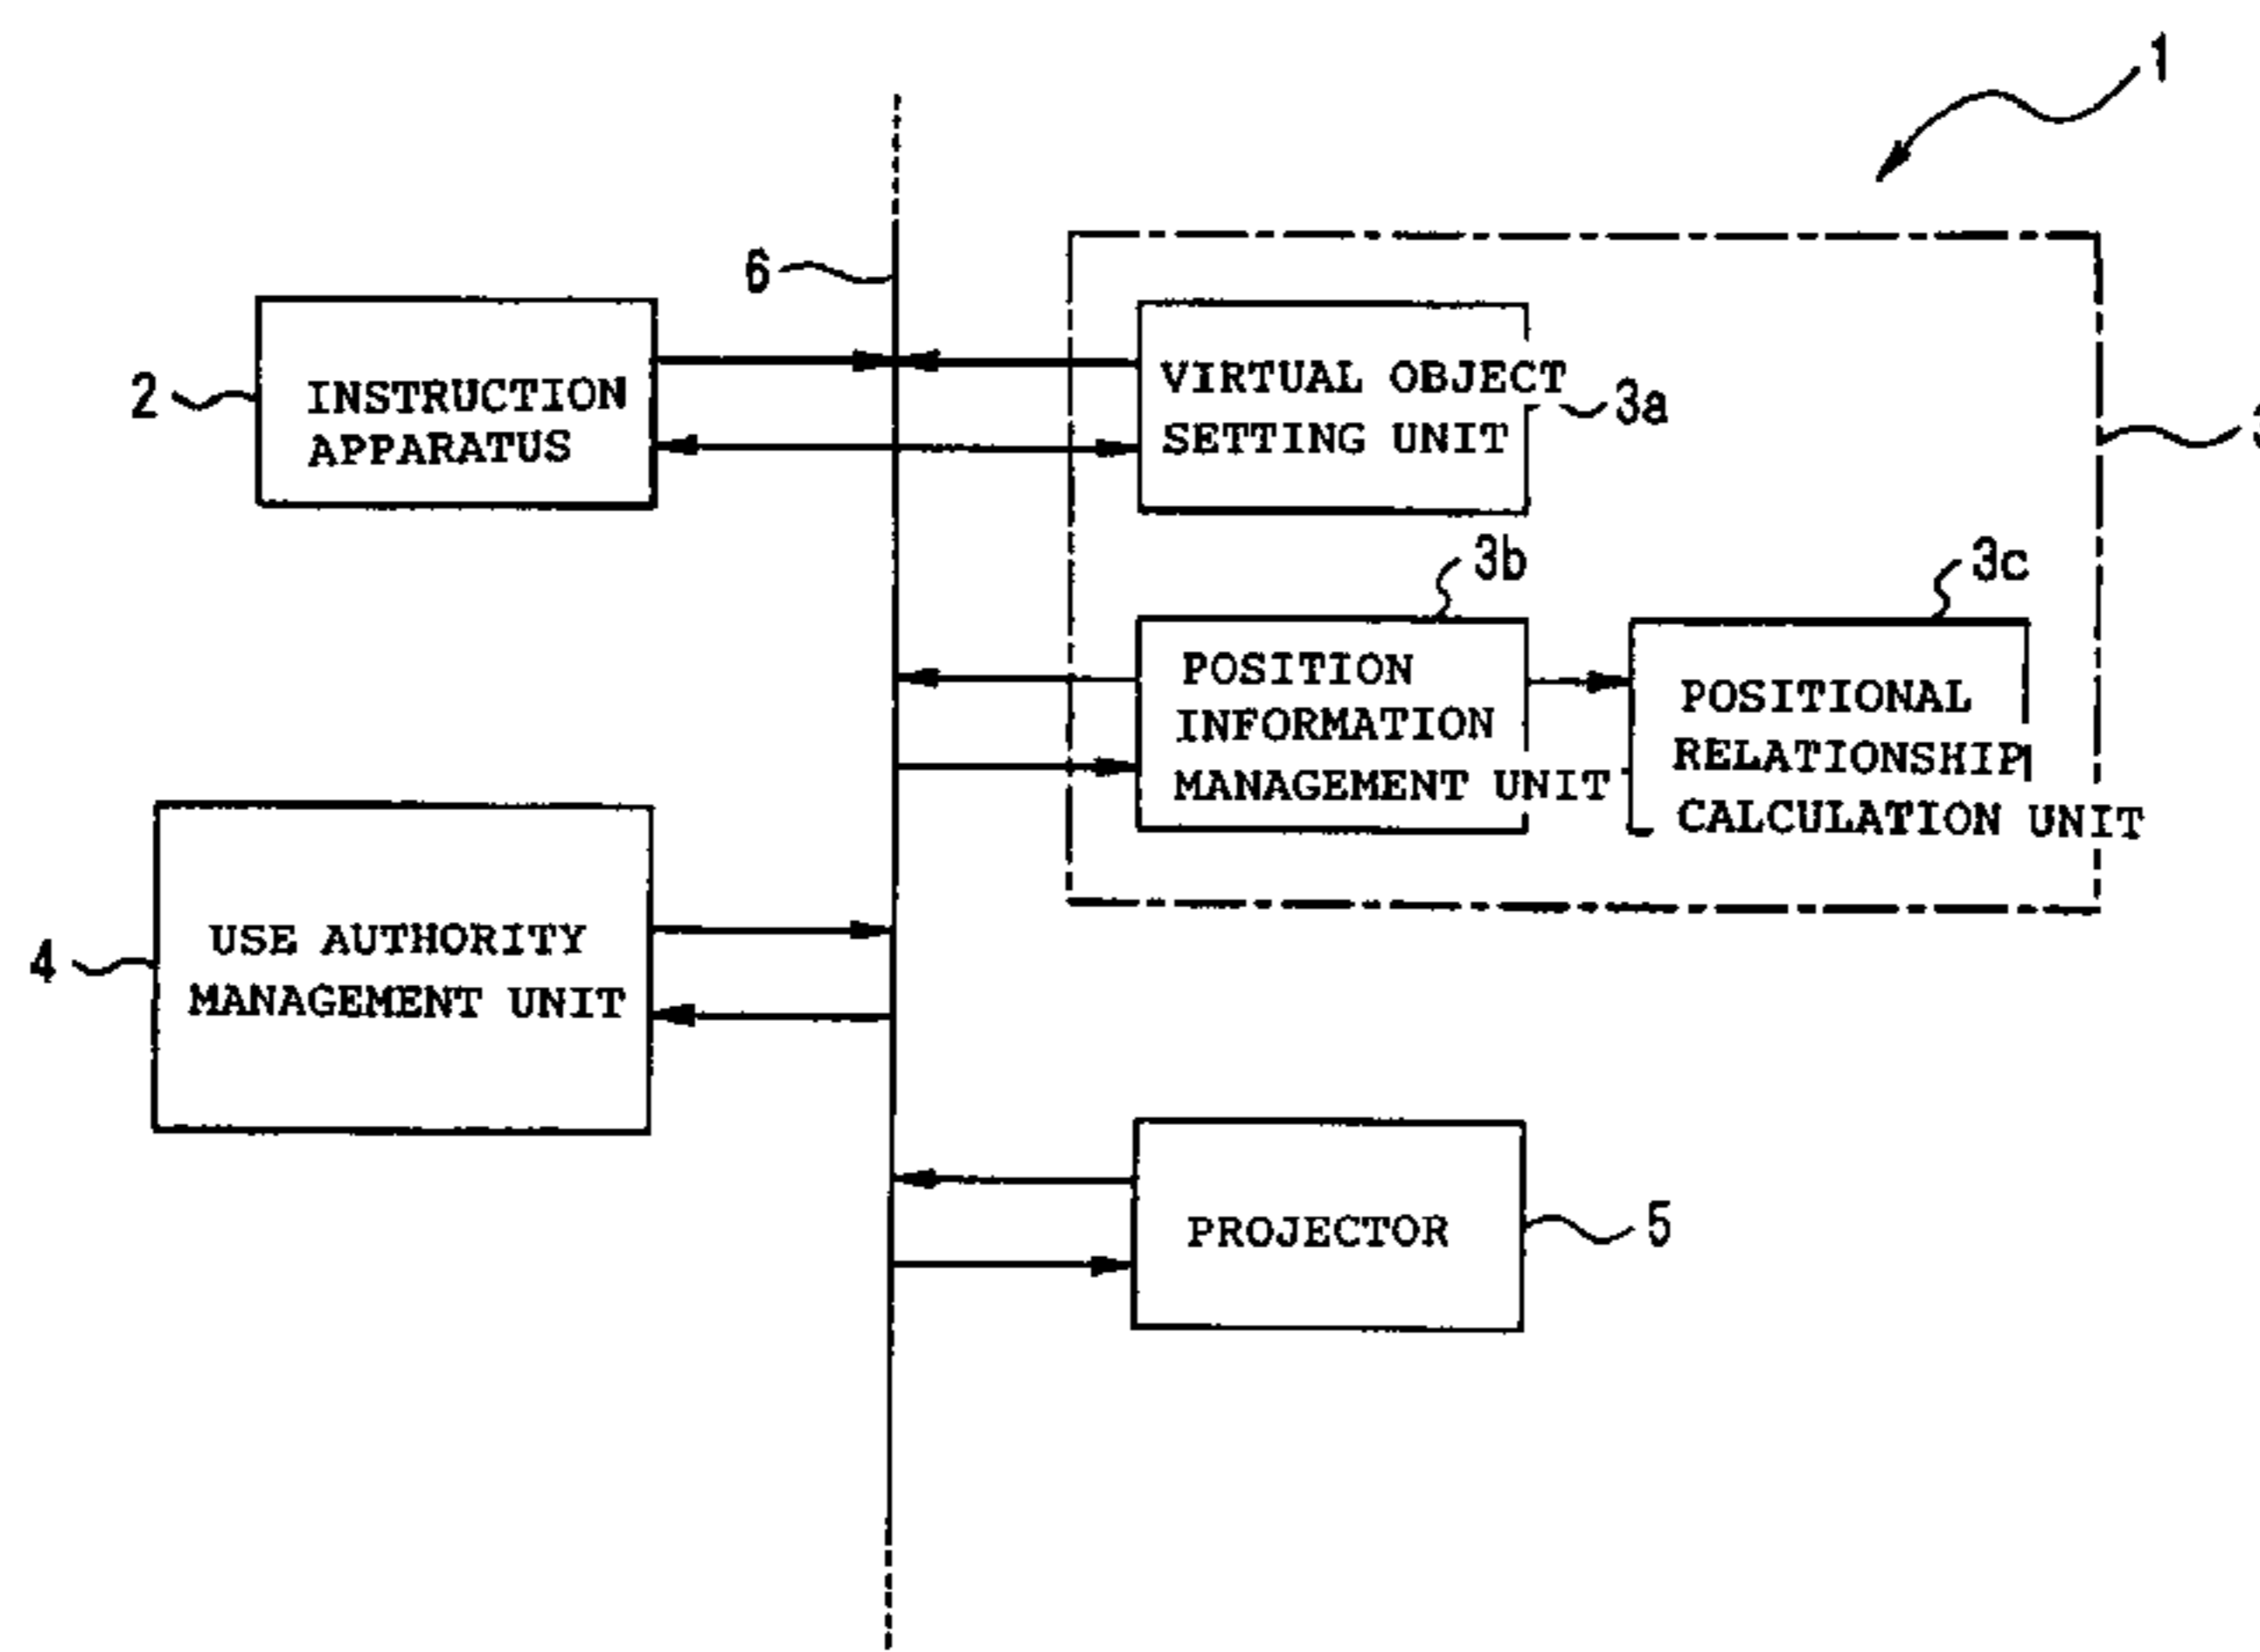 1
6
2
INSTRUCTION
APPARATUS
VIRTUAL OBJECT
SETTING UNIT
3a
3b
3c
POSITION
INFORMATION
MANAGEMENT UNIT
POSITIONAL
RELATIONSHIP
CALCULATION UNIT
4
USE AUTHORITY
MANAGEMENT UNIT
PROJECTOR
5